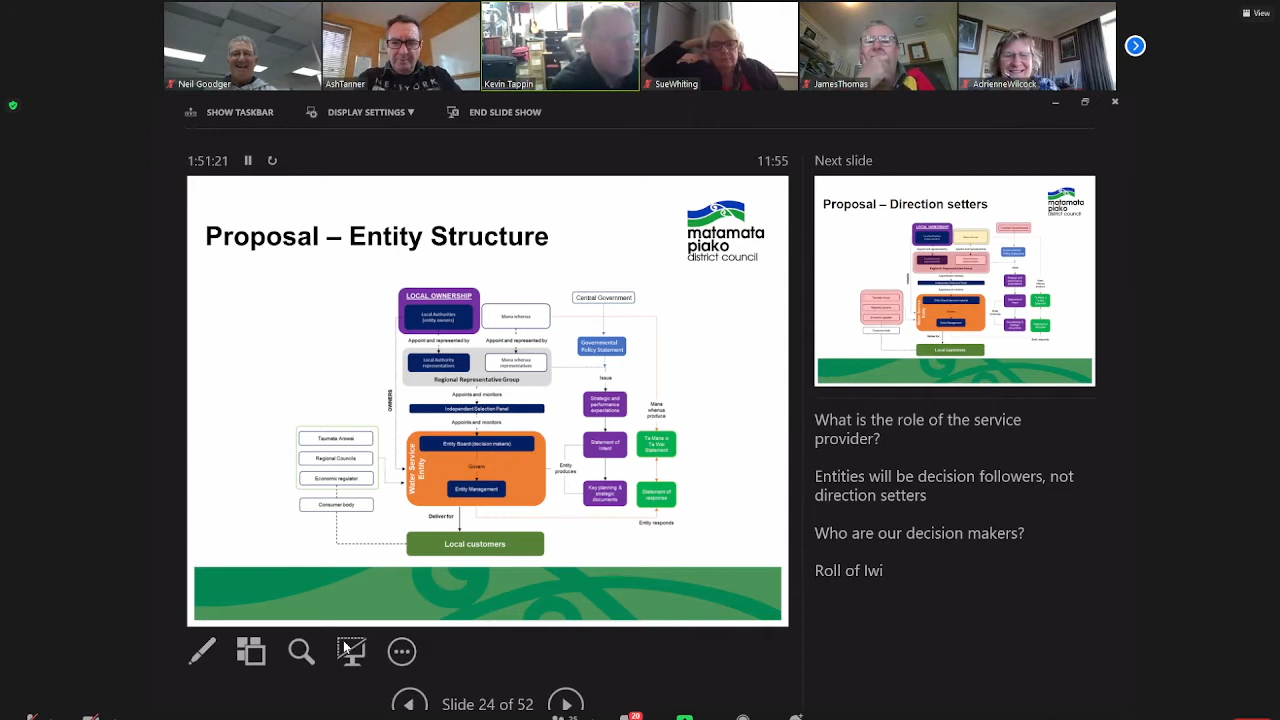 View
Neil Goodger
AshTanner
Kevin Tappin
SueWhiting
JamesThomas
AdrienneWilcock
SHOW TASKBAR
DISPLAY SETTINGS ▼
END SLIDE SHOW
1:51:21
11:55
Next slide
Proposal – Entity Structure
matamata
piako
district council
LOCAL OWNERSHIP
Local Authorities
(entity owners)
Mana whenua
Central Government
Appoint and represented by
Appoint and represented by
Governmental
Policy Statement
Local Authority
representatives
Mana whenua
representatives
Regional Representative Group
Issue
OWNERS
Appoints and monitors
Independent Selection Panel
Appoints and monitors
Strategic and
performance
expectations
Mana
whenua
produce
Taumata Arowai
Regional Councils
Economic regulator
Consumer body
Water Service
Entity
Entity Board (decision makers)
Govern
Entity Management
Statement of
Intent
Te Mana o
Te Wai
Statement
Entity
produces
Key planning &
strategic
documents
Statement of
response
Deliver for
Entity responds
Local customers
Proposal – Direction setters
matamata
piako
district council
LOCAL OWNERSHIP
Regional Representative Group
Local customers
What is the role of the service
provider?
Entities will be decision followers, not
direction setters
Who are our decision makers?
Roll of Iwi
Slide 24 of 52
20